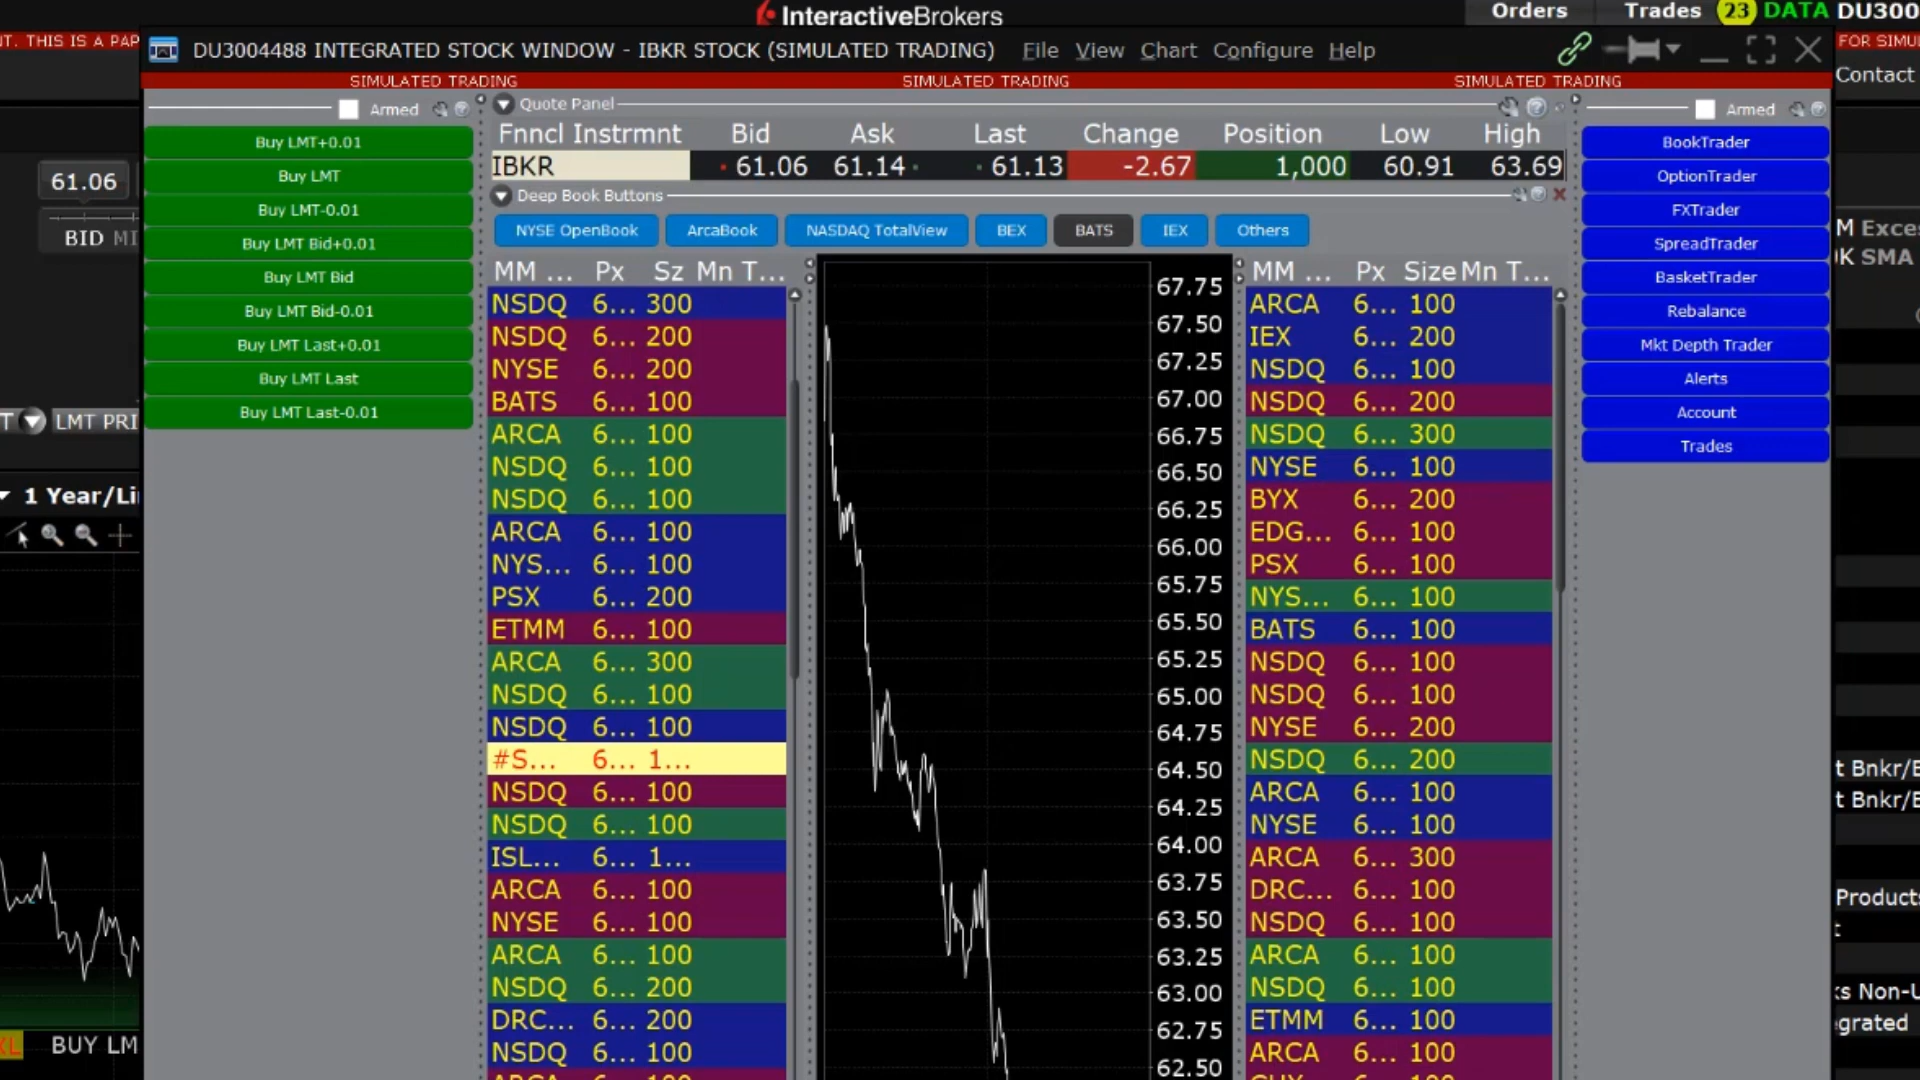 InteractiveBrokers
Orders Trades 23 DATA DU300
NT. THIS IS A PAP
DU3004488 INTEGRATED STOCK WINDOW - IBKR STOCK (SIMULATED TRADING) File View Chart Configure Help
FOR SIMU
SIMULATED TRADING SIMULATED TRADING SIMULATED TRADING
Contact
Armed
Quote Panel
Armed
Fnncl Instrmnt Bid Ask Last Change Position Low High
IBKR 61.06 61.14 61.13 -2.67 1,000 60.91 63.69
Deep Book Buttons
NYSE OpenBook ArcaBook NASDAQ TotalView BEX BATS IEX Others
Buy LMT+0.01
Buy LMT
Buy LMT-0.01
Buy LMT Bid+0.01
Buy LMT Bid
Buy LMT Bid-0.01
Buy LMT Last+0.01
Buy LMT Last
Buy LMT Last-0.01
61.06
BID MI
LMT PRI
1 Year/Li
BUY LM
MM ... Px Sz Mn T...
NSDQ 6... 300
NSDQ 6... 200
NYSE 6... 200
BATS 6... 100
ARCA 6... 100
NSDQ 6... 100
NSDQ 6... 100
ARCA 6... 100
NYS... 6... 100
PSX 6... 200
ETMM 6... 100
ARCA 6... 300
NSDQ 6... 100
NSDQ 6... 100
#S... 6... 1...
NSDQ 6... 100
NSDQ 6... 100
ISL... 6... 1...
ARCA 6... 100
NYSE 6... 100
ARCA 6... 100
NSDQ 6... 200
DRC... 6... 200
NSDQ 6... 100
67.75
67.50
67.25
67.00
66.75
66.50
66.25
66.00
65.75
65.50
65.25
65.00
64.75
64.50
64.25
64.00
63.75
63.50
63.25
63.00
62.75
62.50
MM ... Px Size Mn T...
ARCA 6... 100
IEX 6... 200
NSDQ 6... 100
NSDQ 6... 200
NSDQ 6... 300
NYSE 6... 100
BYX 6... 200
EDG... 6... 100
PSX 6... 100
NYS... 6... 100
BATS 6... 100
NSDQ 6... 100
NSDQ 6... 100
NYSE 6... 200
NSDQ 6... 200
ARCA 6... 100
NYSE 6... 100
ARCA 6... 300
DRC... 6... 100
NSDQ 6... 100
ARCA 6... 100
NSDQ 6... 100
ETMM 6... 100
ARCA 6... 100
BookTrader
OptionTrader
FXTrader
SpreadTrader
BasketTrader
Rebalance
Mkt Depth Trader
Alerts
Account
Trades
M Exces
K SMA
t Bnkr/B
t Bnkr/B
Products
t
ks Non-U
grated